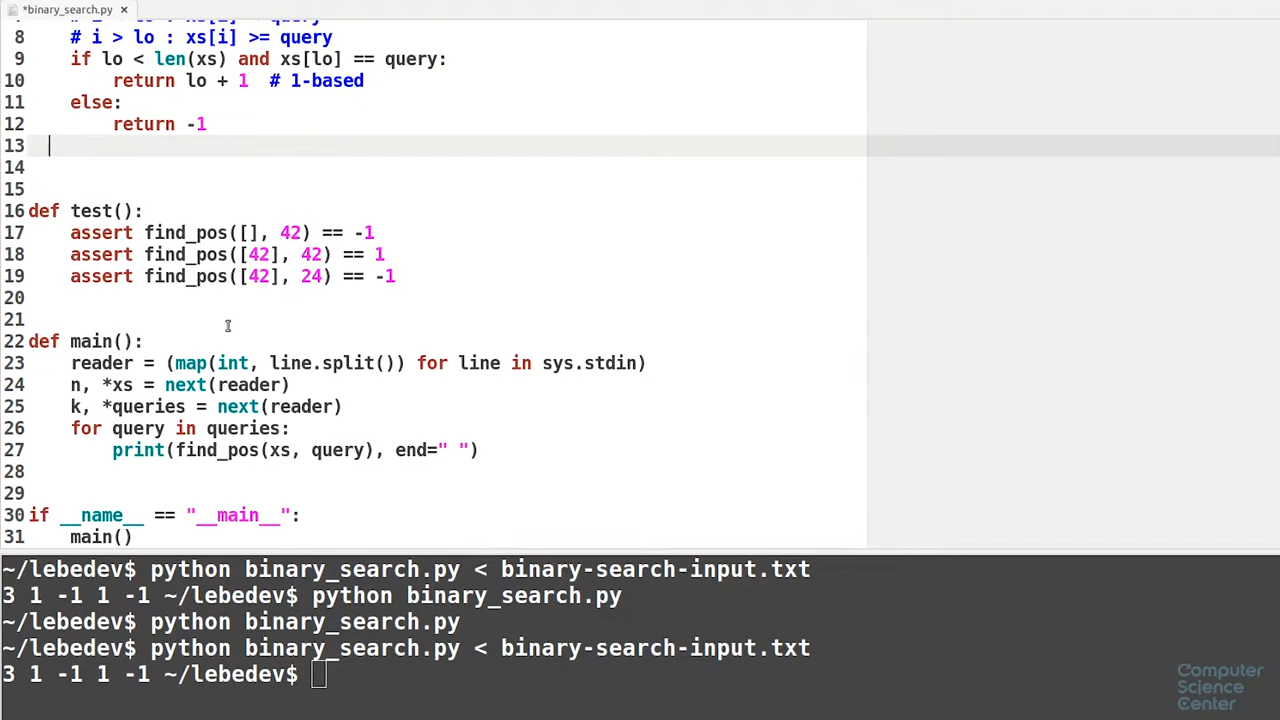 *binary_search.py ×
8 # i > lo : xs[i] >= query
9 if lo < len(xs) and xs[lo] == query:
10 return lo + 1 # 1-based
11 else:
12 return -1
13
14
15
16 def test():
17 assert find_pos([], 42) == -1
18 assert find_pos([42], 42) == 1
19 assert find_pos([42], 24) == -1
20
21
22 def main():
23 reader = (map(int, line.split()) for line in sys.stdin)
24 n, *xs = next(reader)
25 k, *queries = next(reader)
26 for query in queries:
27 print(find_pos(xs, query), end=" ")
28
29
30 if __name__ == "__main__":
31 main()
~/lebedev$ python binary_search.py < binary-search-input.txt
3 1 -1 1 -1 ~/lebedev$ python binary_search.py
~/lebedev$ python binary_search.py
~/lebedev$ python binary_search.py < binary-search-input.txt
3 1 -1 1 -1 ~/lebedev$
Computer
Science
Center